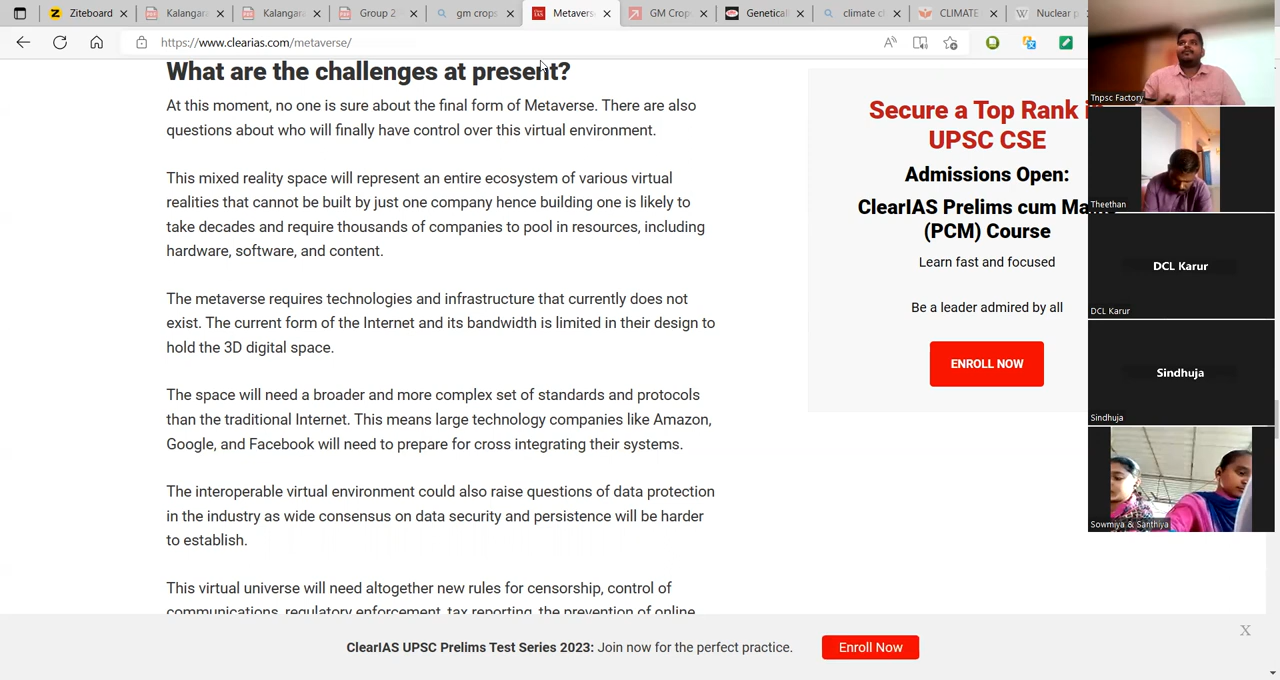 Ziteboard
Kalangara
Kalangara
Group 2
gm crops
Metavers
GM Crop
Genetical
climate cl
CLIMATE
Nuclear p
https://www.clearias.com/metaverse/
What are the challenges at present?
At this moment, no one is sure about the final form of Metaverse. There are also
questions about who will finally have control over this virtual environment.
This mixed reality space will represent an entire ecosystem of various virtual
realities that cannot be built by just one company hence building one is likely to
take decades and require thousands of companies to pool in resources, including
hardware, software, and content.
The metaverse requires technologies and infrastructure that currently does not
exist. The current form of the Internet and its bandwidth is limited in their design to
hold the 3D digital space.
The space will need a broader and more complex set of standards and protocols
than the traditional Internet. This means large technology companies like Amazon,
Google, and Facebook will need to prepare for cross integrating their systems.
The interoperable virtual environment could also raise questions of data protection
in the industry as wide consensus on data security and persistence will be harder
to establish.
This virtual universe will need altogether new rules for censorship, control of
communications, regulatory enforcement, tax reporting, the prevention of online
Secure a Top Rank i
UPSC CSE
Admissions Open:
ClearIAS Prelims cum Ma
(PCM) Course
Learn fast and focused
Be a leader admired by all
ENROLL NOW
Tnpsc Factory
Theethan
DCL Karur
DCL Karur
Sindhuja
Sindhuja
Sowmiya & Santhiya
ClearIAS UPSC Prelims Test Series 2023: Join now for the perfect practice.
Enroll Now
X